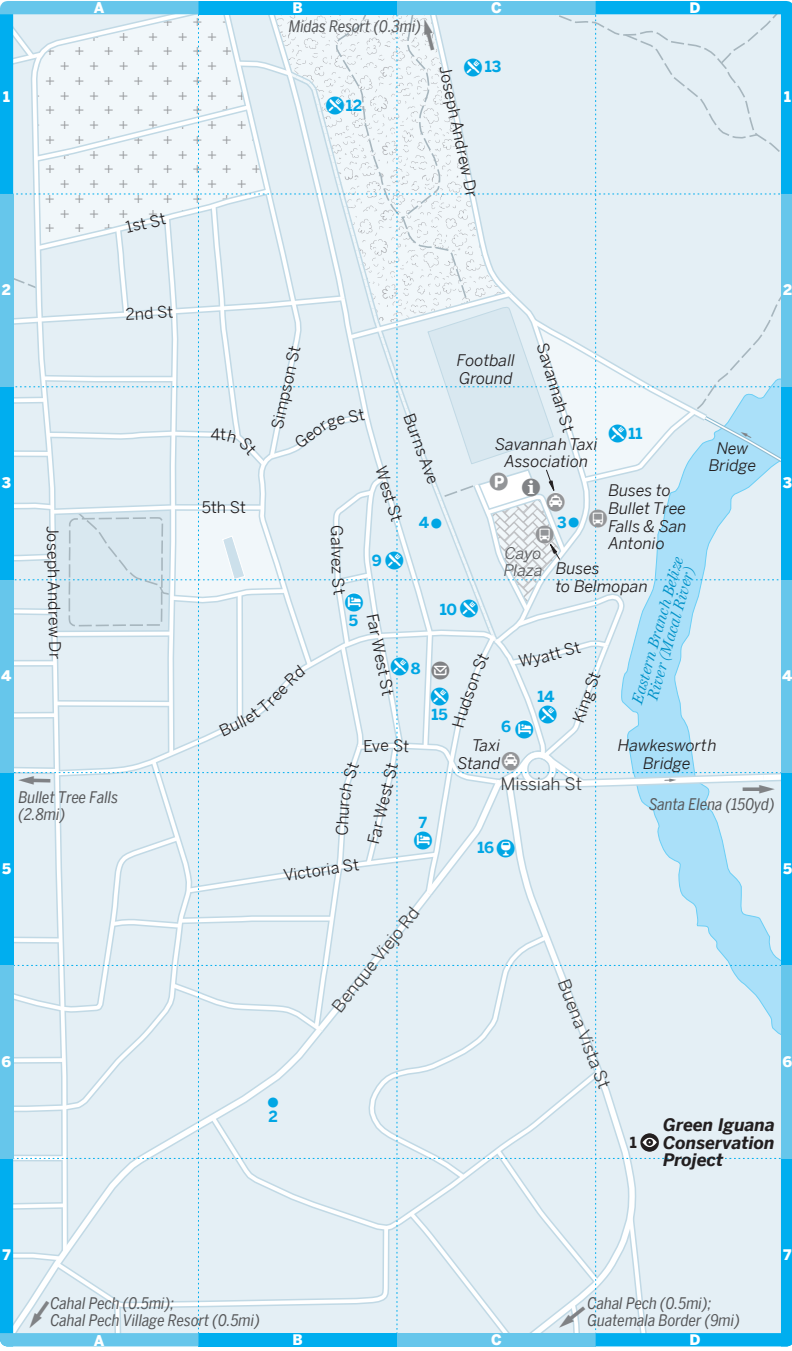 A B C D
Midas Resort (0.3mi)
13
1 1
12
Joseph Andrew Dr
1st St
2 2
2nd St
Football
Ground
Savannah St
Simpson St
George St
4th St
Burns Ave
11
Savannah Taxi
Association
New
Bridge
3 3
West St
P
i
Buses to
Bullet Tree
Falls & San
Antonio
5th St
4
3
Joseph Andrew Dr
Galvez St
Cayo
Plaza
9
Buses
to Belmopan
Eastern Branch Belize
River (Macal River)
5
10
Far West St
Wyatt St
4 4
8
Hudson St
King St
Bullet Tree Rd
15
14
6
Eve St
Taxi
Stand
Hawkesworth
Bridge
Missiah St
Bullet Tree Falls
(2.8mi)
Santa Elena (150yd)
Church St
Far West St
7
16
5 5
Victoria St
Benque Viejo Rd
Buena Vista St
6 6
2
1
Green Iguana
Conservation
Project
7 7
Cahal Pech (0.5mi);
Cahal Pech Village Resort (0.5mi)
Cahal Pech (0.5mi);
Guatemala Border (9mi)
A B C D